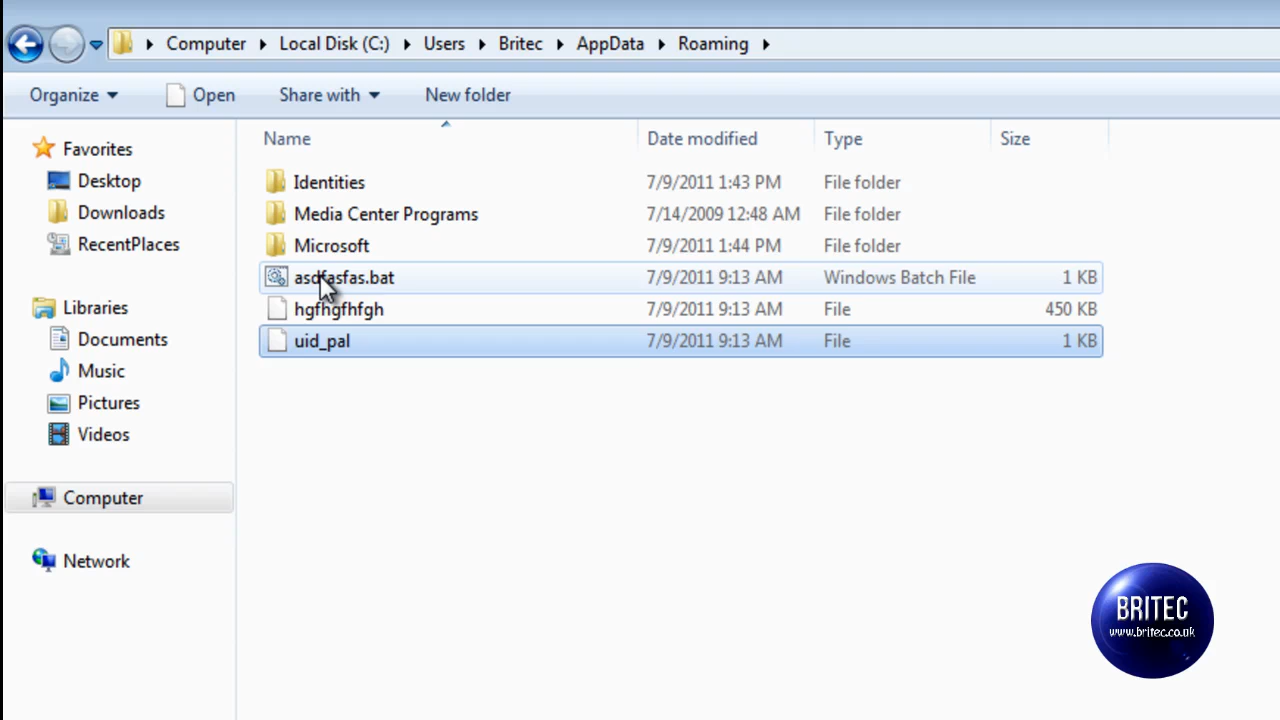 Computer Local Disk (C:) Users Britec AppData Roaming
Organize Open Share with New folder
Name Date modified Type Size
Favorites
Desktop
Downloads
RecentPlaces
Libraries
Documents
Music
Pictures
Videos
Computer
Network
Identities 7/9/2011 1:43 PM File folder
Media Center Programs 7/14/2009 12:48 AM File folder
Microsoft 7/9/2011 1:44 PM File folder
asdfasfas.bat 7/9/2011 9:13 AM Windows Batch File 1 KB
hgfhgfhfgh 7/9/2011 9:13 AM File 450 KB
uid_pal 7/9/2011 9:13 AM File 1 KB
BRITEC
www.britec.co.uk